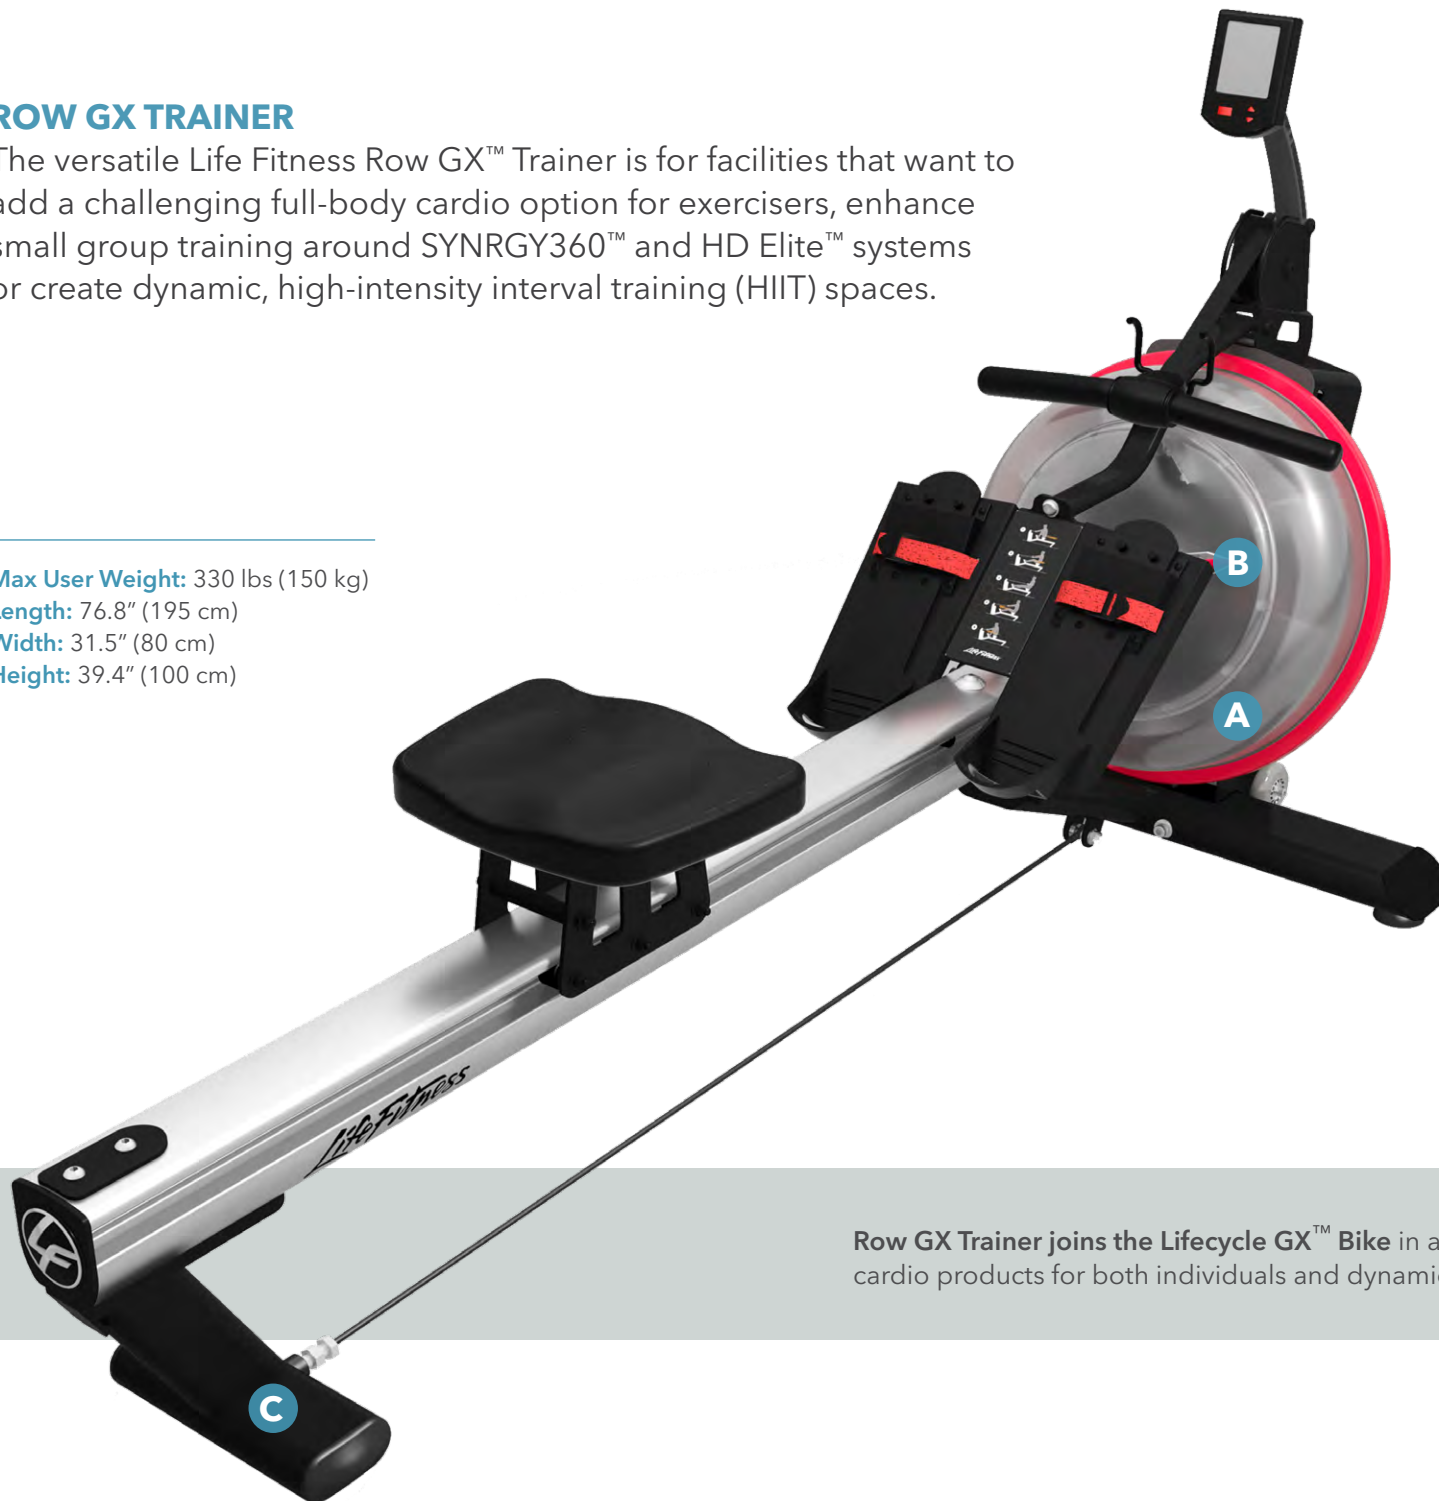 ROW GX TRAINER
The versatile Life Fitness Row GX™ Trainer is for facilities that want to
add a challenging full-body cardio option for exercisers, enhance
small group training around SYNRGY360™ and HD Elite™ systems
or create dynamic, high-intensity interval training (HIIT) spaces.
Max User Weight: 330 lbs (150 kg)
Length: 76.8” (195 cm)
Width: 31.5” (80 cm)
Height: 39.4” (100 cm)
B
LifeFitness
A
LifeFitness
LF
Row GX Trainer joins the Lifecycle GX™ Bike in a
cardio products for both individuals and dynamic
C